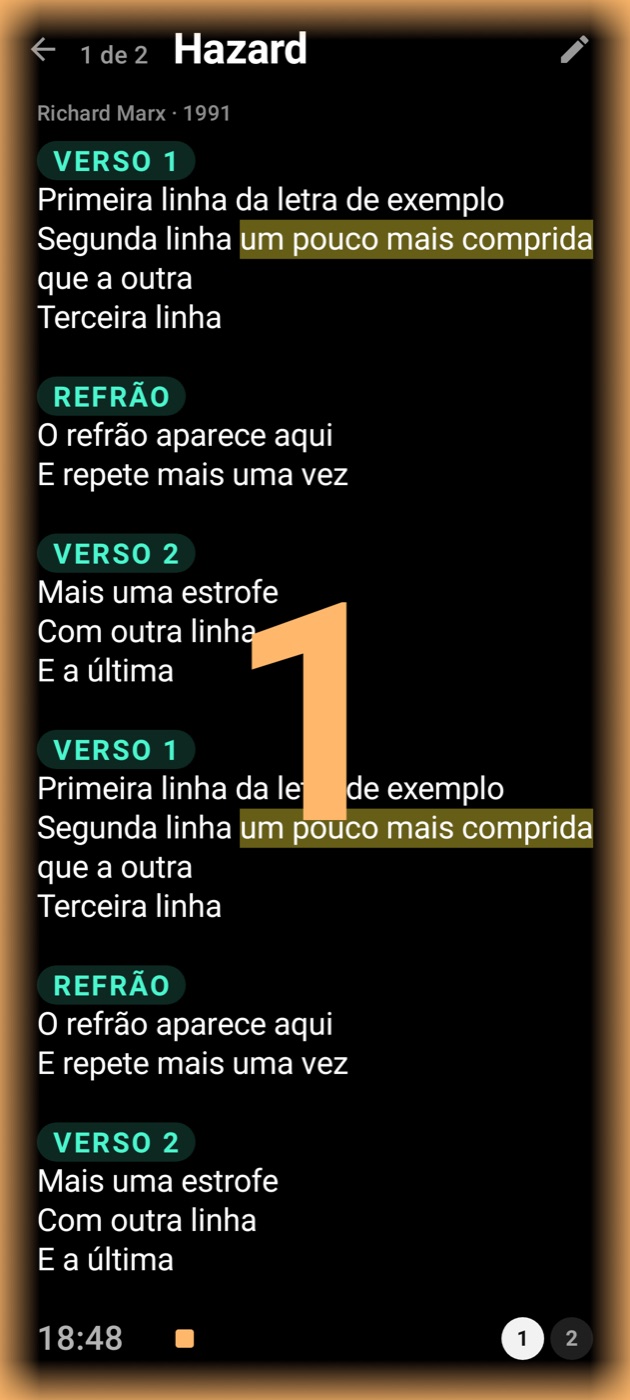 1 de 2 Hazard
Richard Marx · 1991
VERSO 1
Primeira linha da letra de exemplo
Segunda linha um pouco mais comprida
que a outra
Terceira linha
REFRÃO
O refrão aparece aqui
E repete mais uma vez
VERSO 2
Mais uma estrofe
Com outra linha
E a última
1
VERSO 1
Primeira linha da letra de exemplo
Segunda linha um pouco mais comprida
que a outra
Terceira linha
REFRÃO
O refrão aparece aqui
E repete mais uma vez
VERSO 2
Mais uma estrofe
Com outra linha
E a última
18:48 1 2